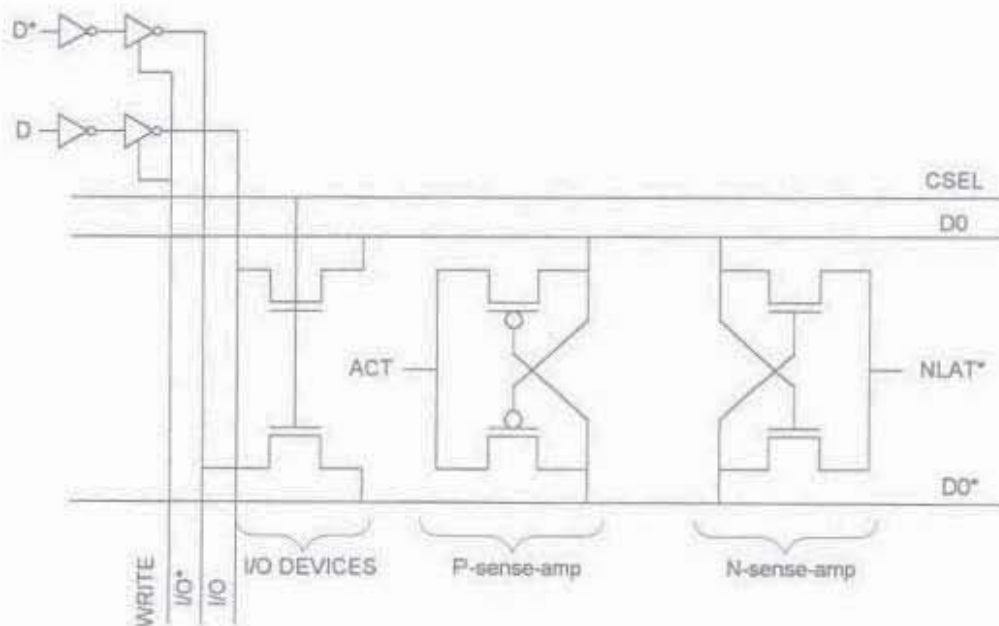 D*
D
CSEL
D0
ACT
NLAT*
D0*
I/O DEVICES
P-sense-amp
N-sense-amp
WRITE
I/O*
I/O